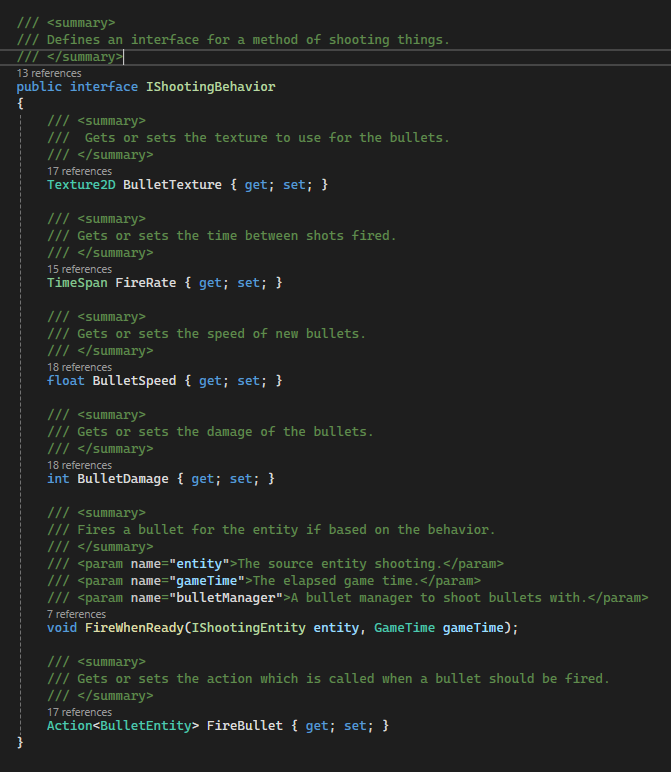 /// <summary>
/// Defines an interface for a method of shooting things.
/// </summary>
13 references
public interface IShootingBehavior
{
/// <summary>
///  Gets or sets the texture to use for the bullets.
/// </summary>
17 references
Texture2D BulletTexture { get; set; }
/// <summary>
/// Gets or sets the time between shots fired.
/// </summary>
15 references
TimeSpan FireRate { get; set; }
/// <summary>
/// Gets or sets the speed of new bullets.
/// </summary>
18 references
float BulletSpeed { get; set; }
/// <summary>
/// Gets or sets the damage of the bullets.
/// </summary>
18 references
int BulletDamage { get; set; }
/// <summary>
/// Fires a bullet for the entity if based on the behavior.
/// </summary>
/// <param name="entity">The source entity shooting.</param>
/// <param name="gameTime">The elapsed game time.</param>
/// <param name="bulletManager">A bullet manager to shoot bullets with.</param>
7 references
void FireWhenReady(IShootingEntity entity, GameTime gameTime);
/// <summary>
/// Gets or sets the action which is called when a bullet should be fired.
/// </summary>
17 references
Action<BulletEntity> FireBullet { get; set; }
}